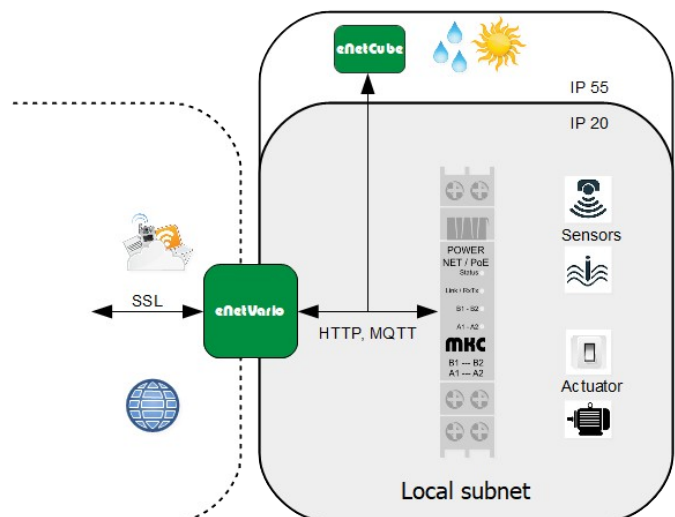 eNetCube
IP 55
IP 20
POWER
NET / PoE
Status
Link / RxTx
B1 - B2
A1 - A2
MKC
B1 --- B2
A1 --- A2
Sensors
SSL
eNetVario
HTTP, MQTT
Actuator
Local subnet